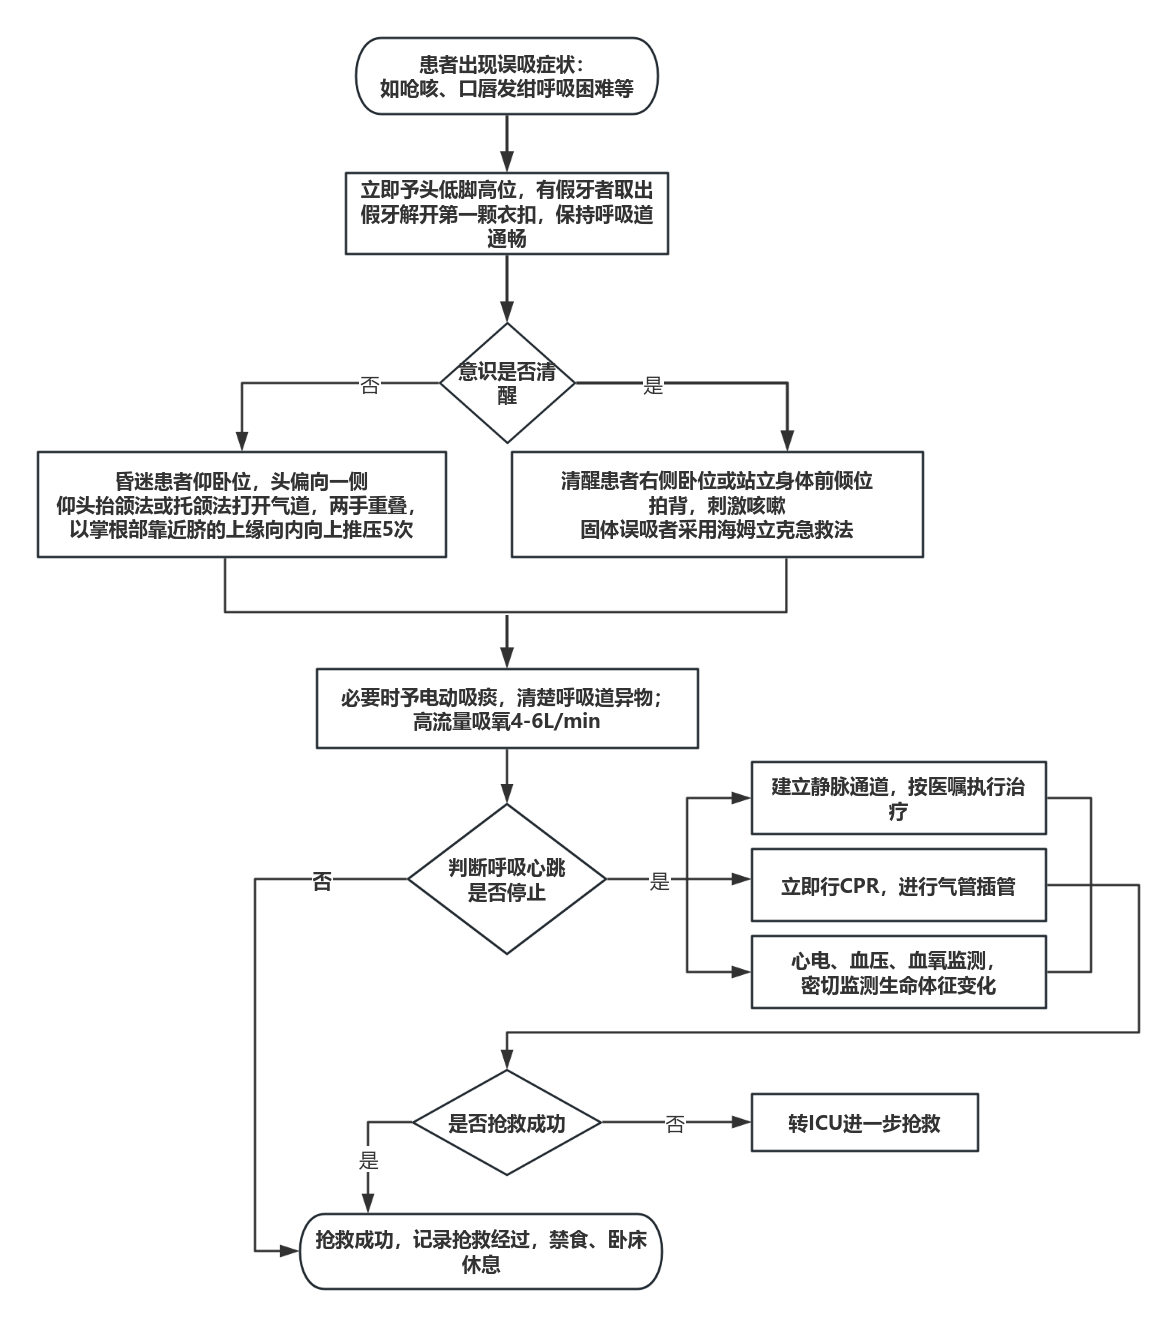 患者出现误吸症状：
如呛咳、口唇发绀呼吸困难等
立即予头低脚高位，有假牙者取出
假牙解开第一颗衣扣，保持呼吸道
通畅
意识是否清
醒
否
是
昏迷患者仰卧位，头偏向一侧
仰头抬颌法或托颌法打开气道，两手重叠，
以掌根部靠近脐的上缘向内向上推压5次
清醒患者右侧卧位或站立身体前倾位
拍背，刺激咳嗽
固体误吸者采用海姆立克急救法
必要时予电动吸痰，清楚呼吸道异物；
高流量吸氧4-6L/min
判断呼吸心跳
是否停止
否
是
建立静脉通道，按医嘱执行治
疗
立即行CPR，进行气管插管
心电、血压、血氧监测，
密切监测生命体征变化
是否抢救成功
否
转ICU进一步抢救
是
抢救成功，记录抢救经过，禁食、卧床
休息